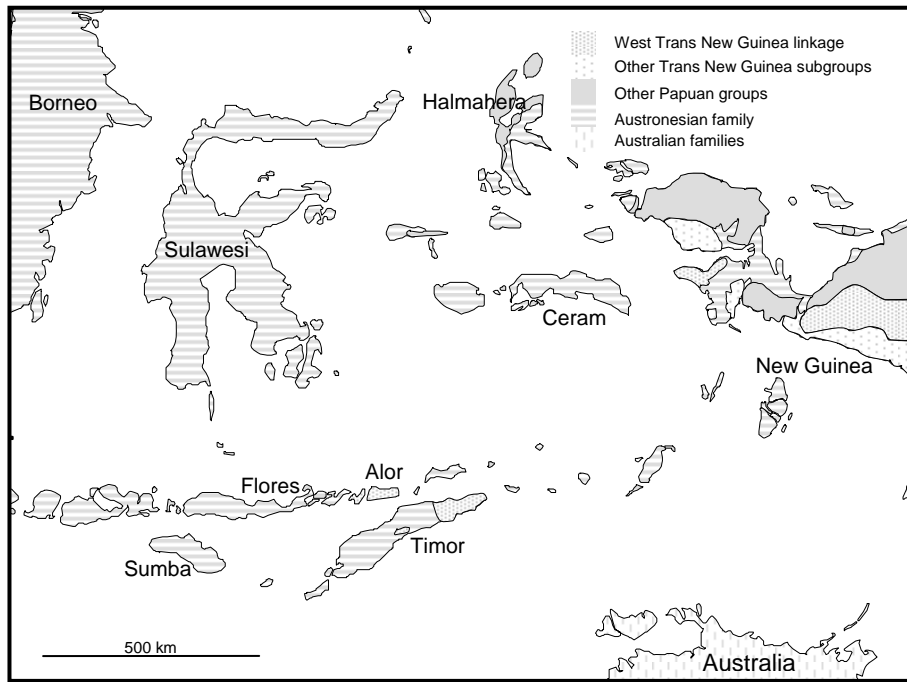 West Trans New Guinea linkage
Other Trans New Guinea subgroups
Other Papuan groups
Austronesian family
Australian families
Borneo
Halmahera
Sulawesi
Ceram
New Guinea
Alor
Flores
Timor
Sumba
500 km
Australia